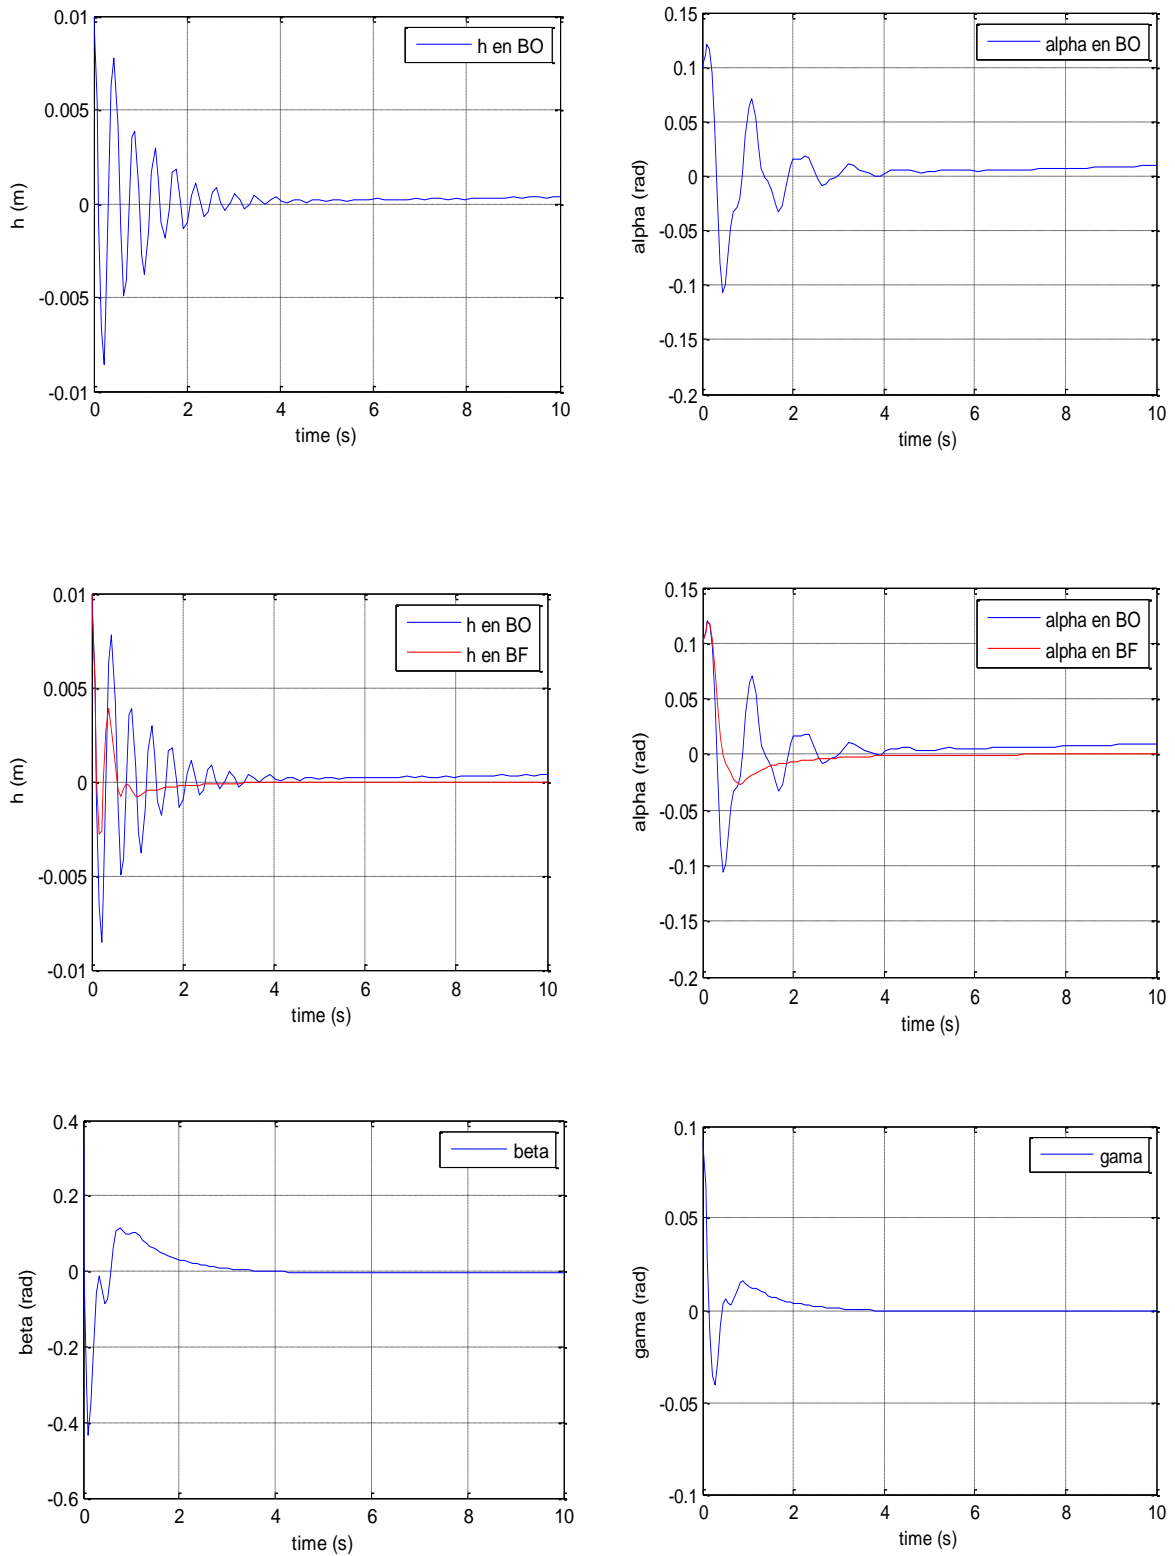 0.01
0.005
0
-0.005
-0.01
h (m)
0 2 4 6 8 10
time (s)
h en BO
0.15
0.1
0.05
0
-0.05
-0.1
-0.15
-0.2
alpha (rad)
0 2 4 6 8 10
time (s)
alpha en BO
0.01
0.005
0
-0.005
-0.01
h (m)
0 2 4 6 8 10
time (s)
h en BO
h en BF
0.15
0.1
0.05
0
-0.05
-0.1
-0.15
-0.2
alpha (rad)
0 2 4 6 8 10
time (s)
alpha en BO
alpha en BF
0.4
0.2
0
-0.2
-0.4
-0.6
beta (rad)
0 2 4 6 8 10
time (s)
beta
0.1
0.05
0
-0.05
-0.1
gama (rad)
0 2 4 6 8 10
time (s)
gama